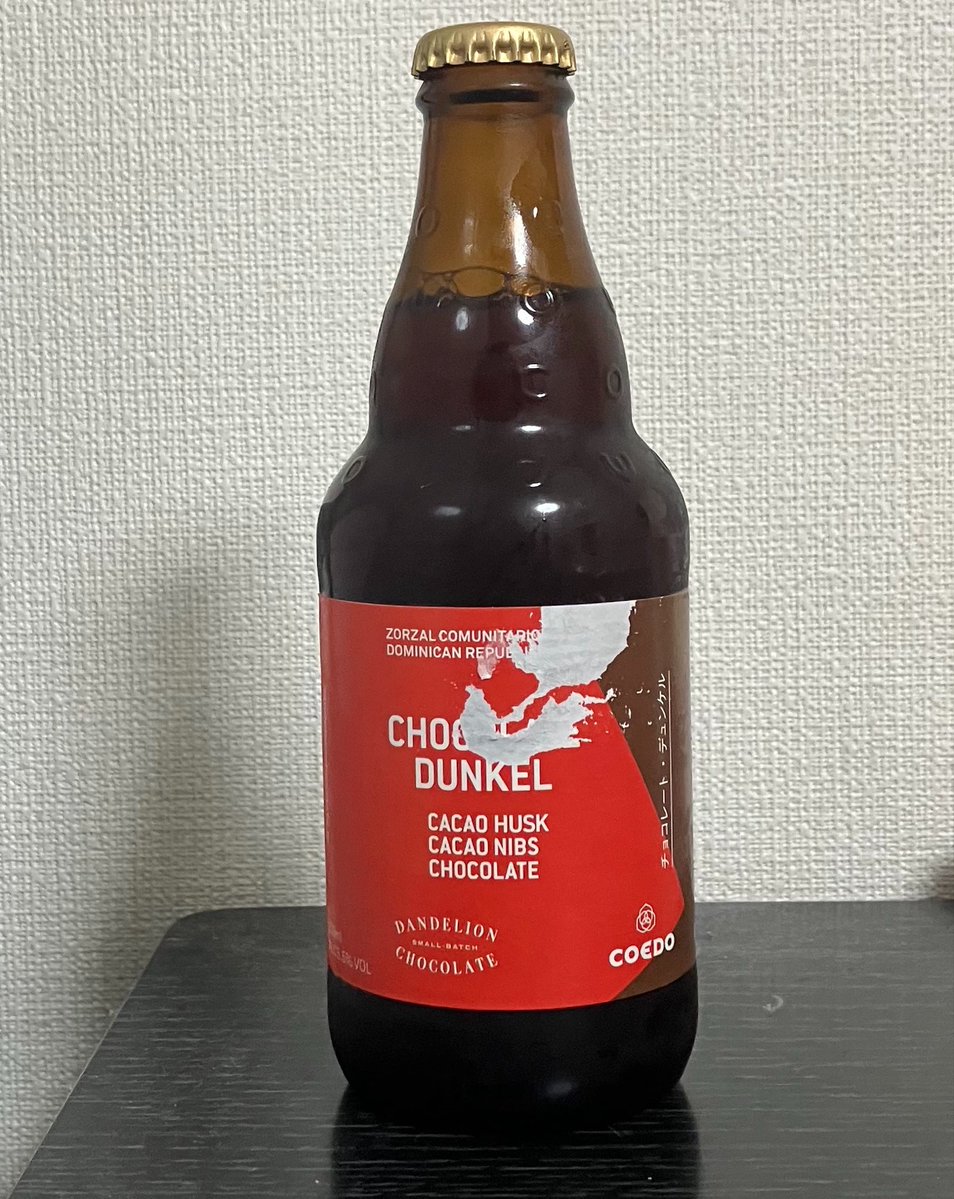 ZORZAL COMUNITARIO
DOMINICAN
DUNKEL
CACAO HUSK
CACAO NIBS
CHOCOLATE
DANDELION
SMALL-BATCH
CHOCOLATE
COEDO
チョコレート・デュンケル